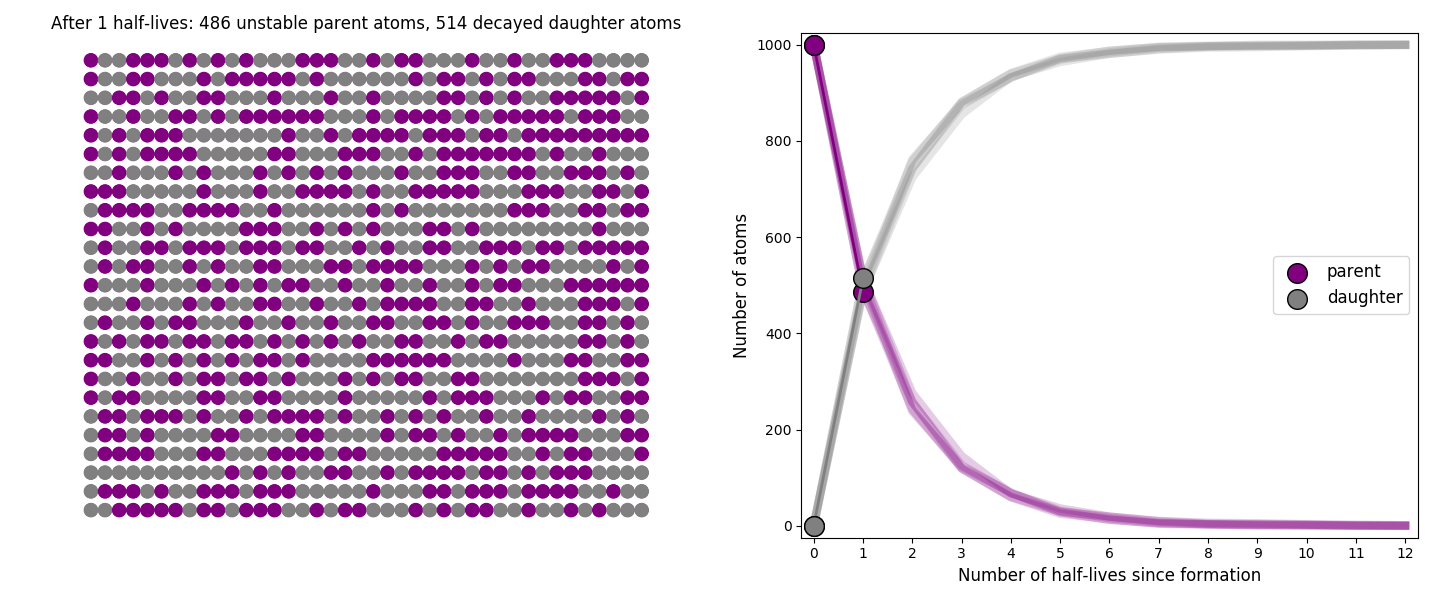 After 1 half-lives: 486 unstable parent atoms, 514 decayed daughter atoms
1000
800
600
400
200
0
Number of atoms
parent
daughter
0 1 2 3 4 5 6 7 8 9 10 11 12
Number of half-lives since formation